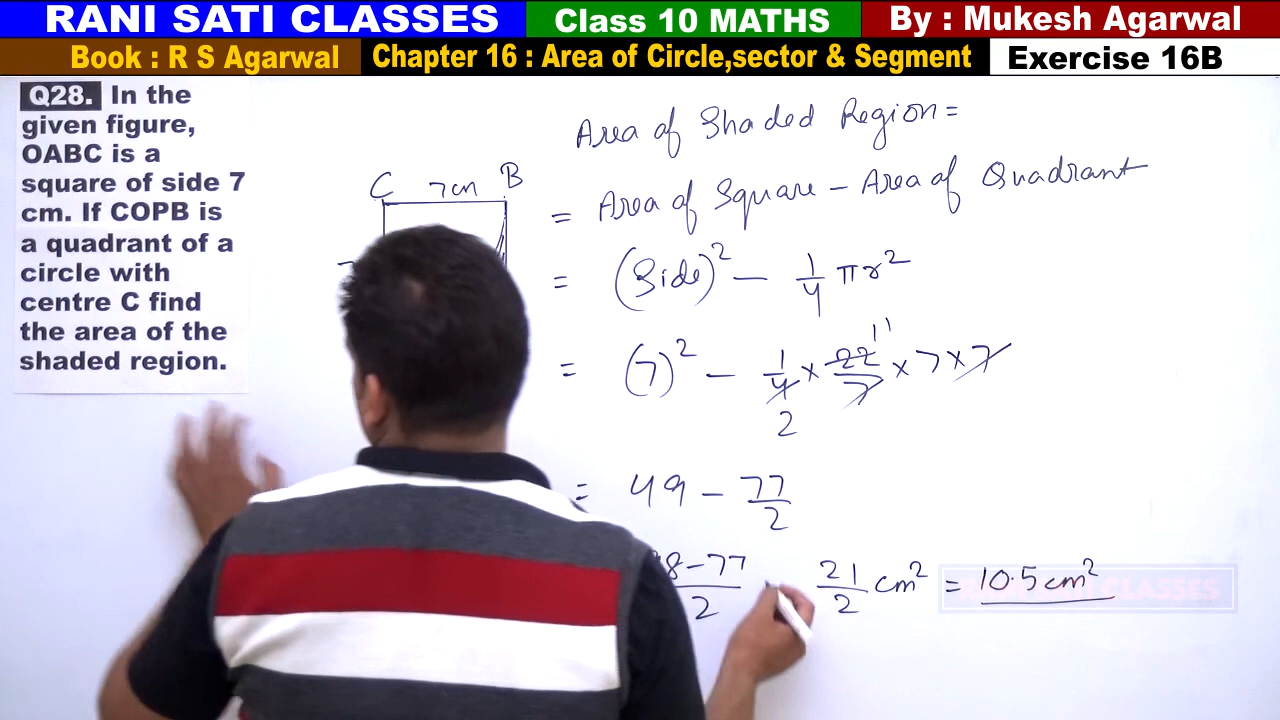 RANI SATI CLASSES
Class 10 MATHS
By : Mukesh Agarwal
Book : R S Agarwal
Chapter 16 : Area of Circle,sector & Segment
Exercise 16B
Q28. In the
given figure,
OABC is a
square of side 7
cm. If COPB is
a quadrant of a
circle with
centre C find
the area of the
shaded region.
C 7cm B
Area of Shaded Region =
= Area of Square - Area of Quadrant
= (Side)² - 1/4 πr²
= (7)² - 1/4 × 22/7 × 7 × 7
11
2
= 49 - 77/2
8-77/2 21/2 cm² = 10.5 cm²
RANI SATI CLASSES